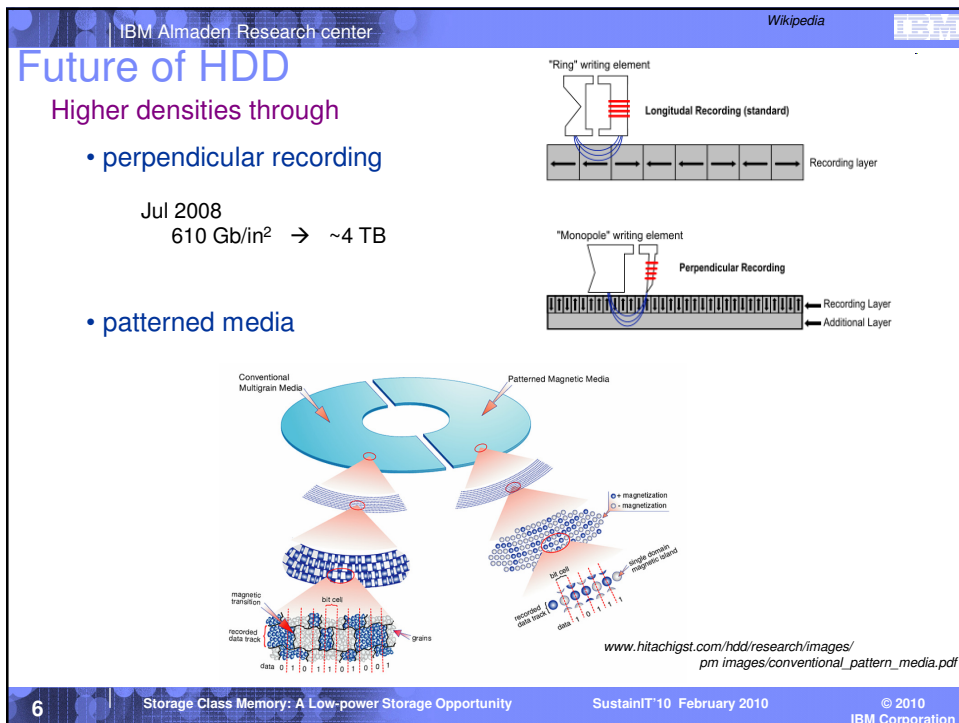 IBM Almaden Research center
Wikipedia
IBM
Future of HDD
Higher densities through
• perpendicular recording
Jul 2008
610 Gb/in² → ~4 TB
• patterned media
"Ring" writing element
Longitudal Recording (standard)
Recording layer
"Monopole" writing element
Perpendicular Recording
Recording Layer
Additional Layer
Conventional
Multigrain Media
Patterned Magnetic Media
+ magnetization
- magnetization
single domain
magnetic island
bit cell
recorded
data track
data 1 0 1 1 1
magnetic
transition
bit cell
recorded
data track
grains
data 0 1 0 1 1 0 1 0 0 1
www.hitachigst.com/hdd/research/images/
pm images/conventional_pattern_media.pdf
6
Storage Class Memory: A Low-power Storage Opportunity
SustainIT'10 February 2010
© 2010
IBM Corporation